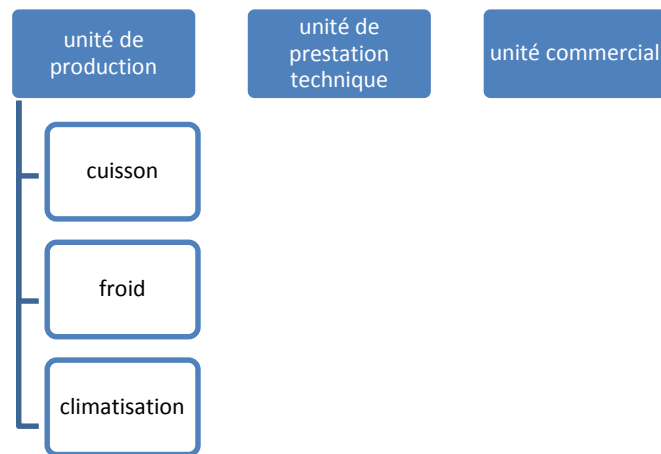 unité de
production
unité de
prestation
technique
unité commercial
cuisson
froid
climatisation